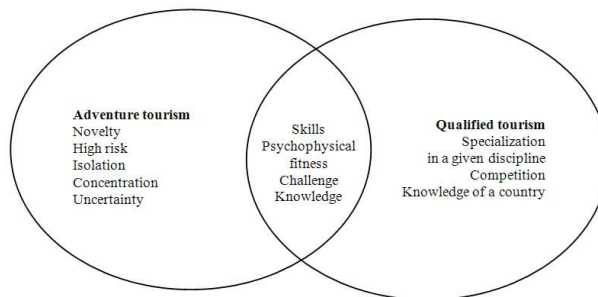 Adventure tourism
Novelty
High risk
Isolation
Concentration
Uncertainty
Skills
Psychophysical
fitness
Challenge
Knowledge
Qualified tourism
Specialization
in a given discipline
Competition
Knowledge of a country